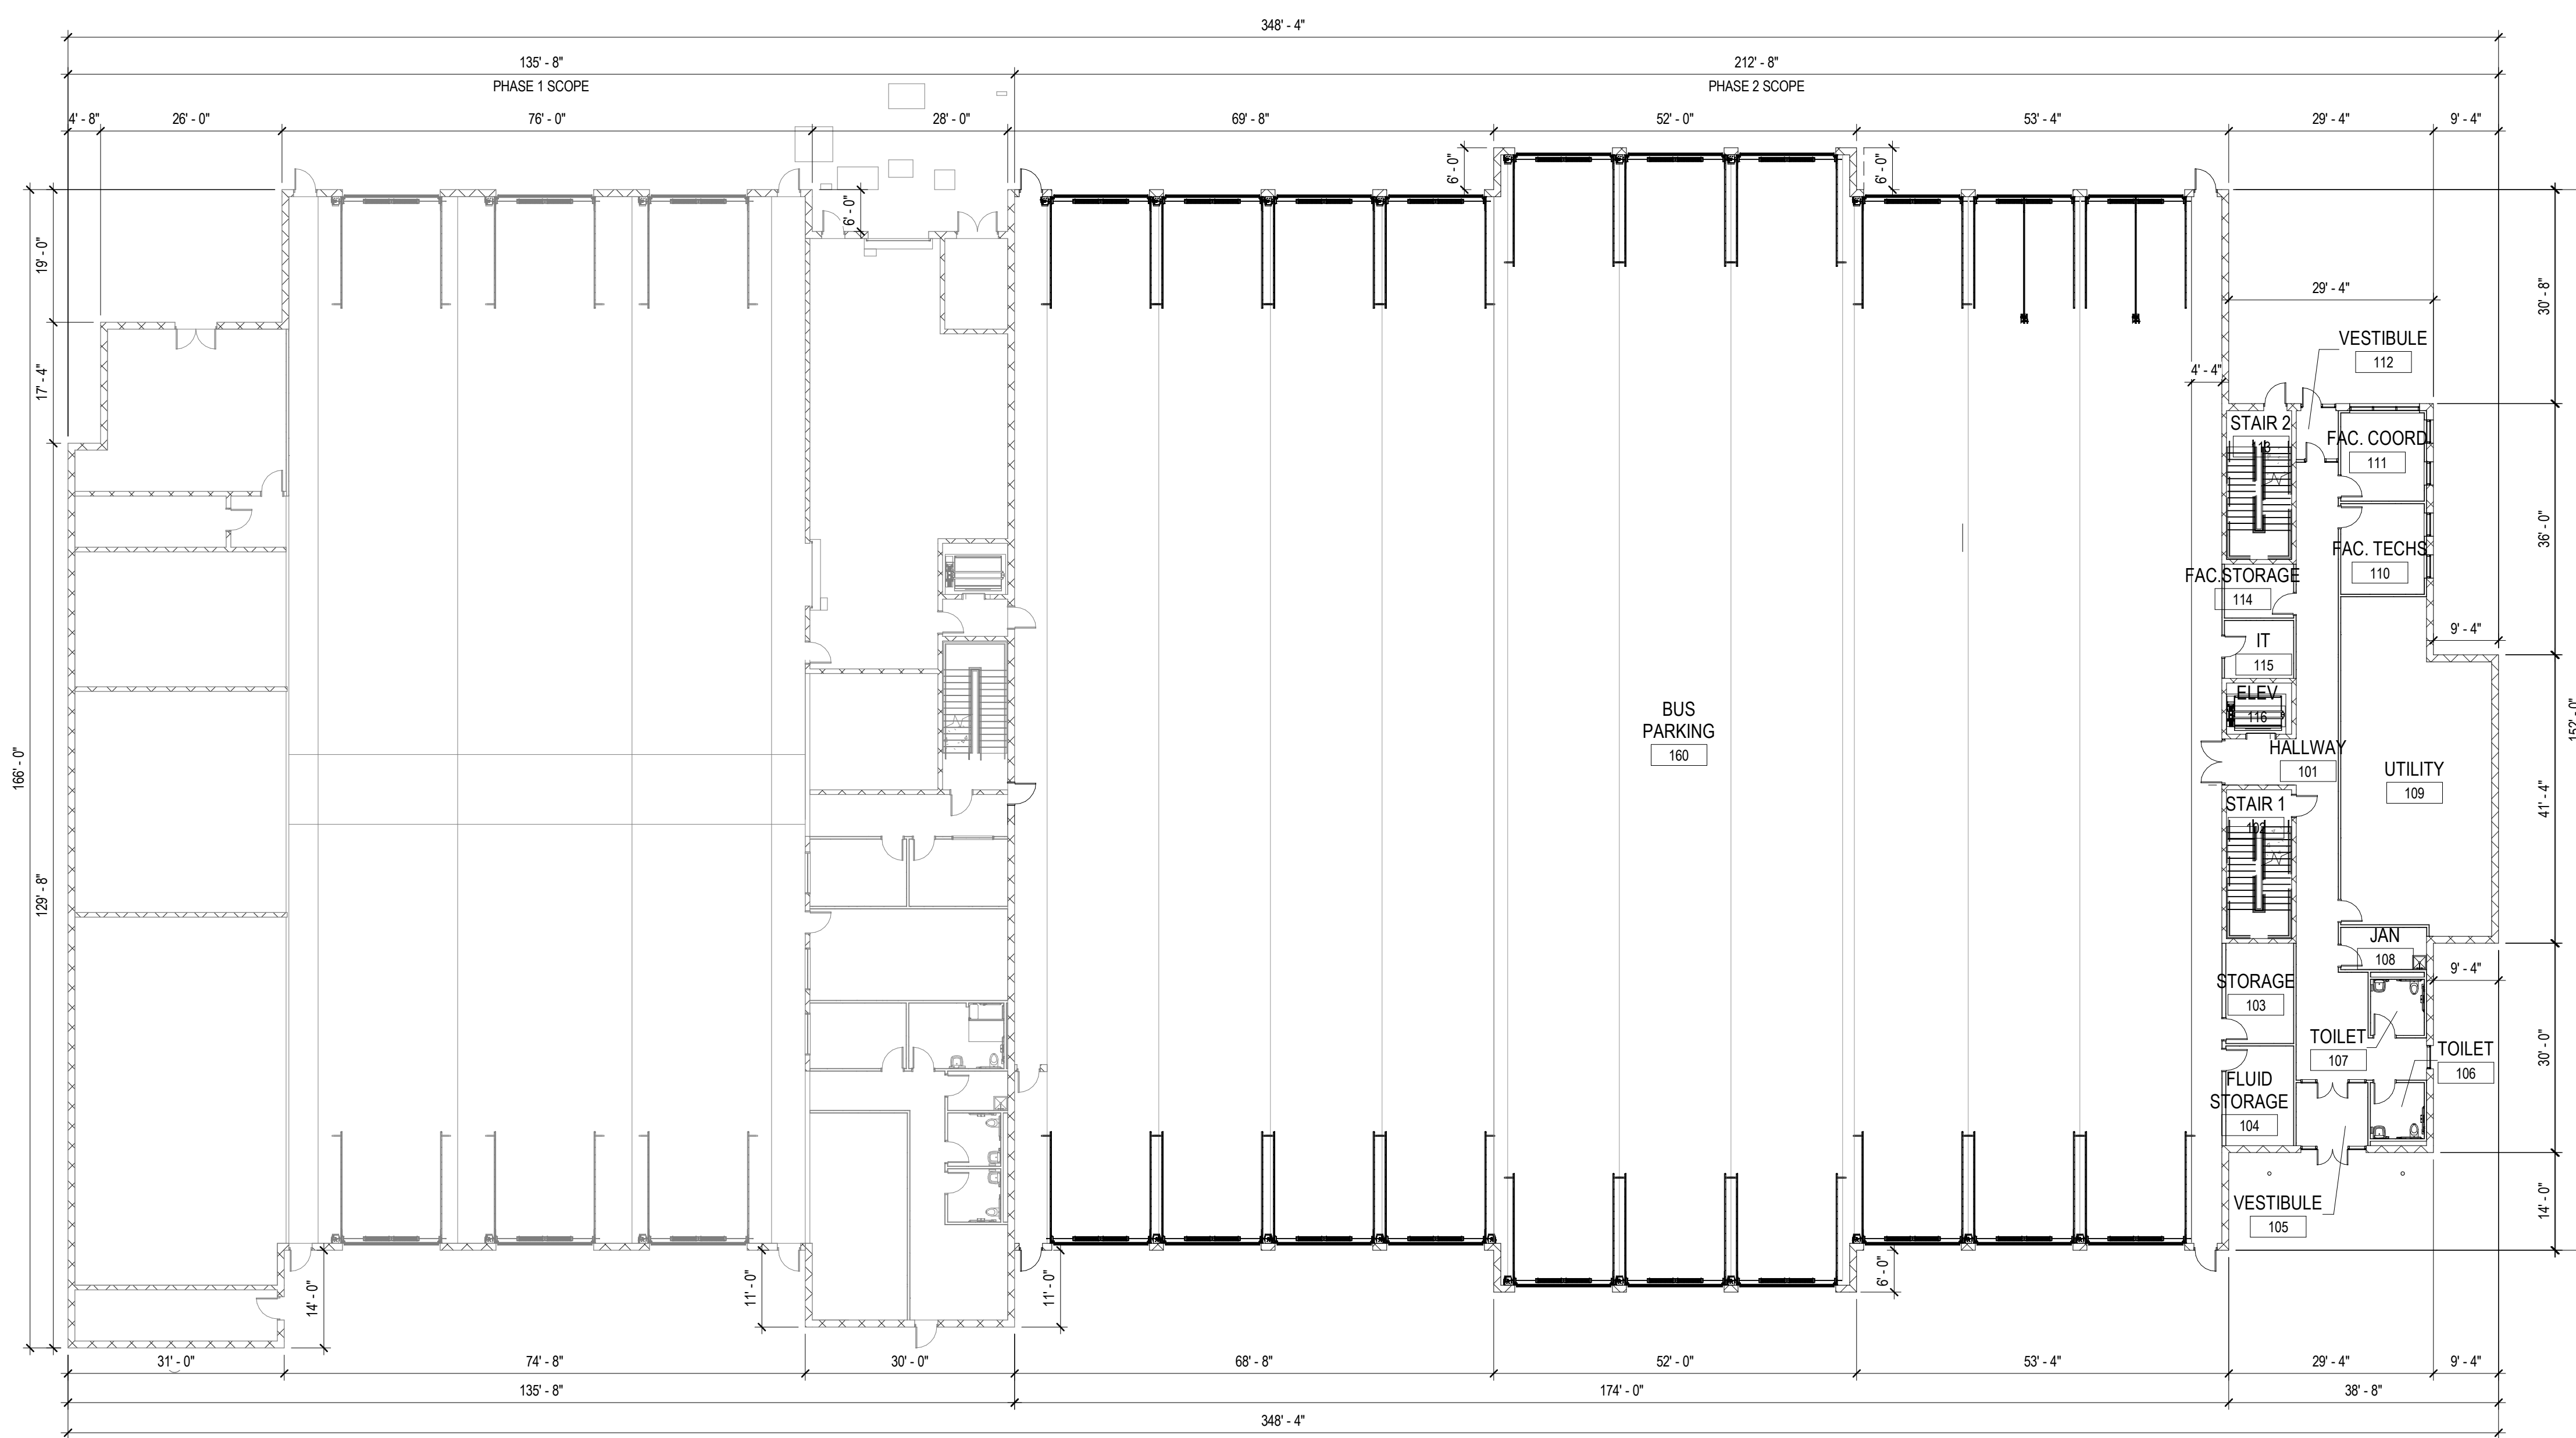 348' - 4"
135' - 8"
212' - 8"
PHASE 1 SCOPE
PHASE 2 SCOPE
4' - 8"
26' - 0"
76' - 0"
28' - 0"
69' - 8"
52' - 0"
53' - 4"
29' - 4"
9' - 4"
6' - 0"
6' - 0"
6' - 0"
19' - 0"
17' - 4"
166' - 0"
129' - 8"
30' - 8"
29' - 4"
VESTIBULE
112
4' - 4"
STAIR 2
113
FAC. COORD
111
36' - 0"
FAC. TECHS
110
FAC.STORAGE
114
IT
115
9' - 4"
ELEV
116
152' - 0"
BUS
PARKING
160
HALLWAY
101
UTILITY
109
41' - 4"
STAIR 1
102
JAN
108
9' - 4"
STORAGE
103
TOILET
107
TOILET
106
30' - 0"
FLUID
STORAGE
104
VESTIBULE
105
14' - 0"
14' - 0"
11' - 0"
11' - 0"
6' - 0"
31' - 0"
74' - 8"
30' - 0"
68' - 8"
52' - 0"
53' - 4"
29' - 4"
9' - 4"
135' - 8"
174' - 0"
38' - 8"
348' - 4"